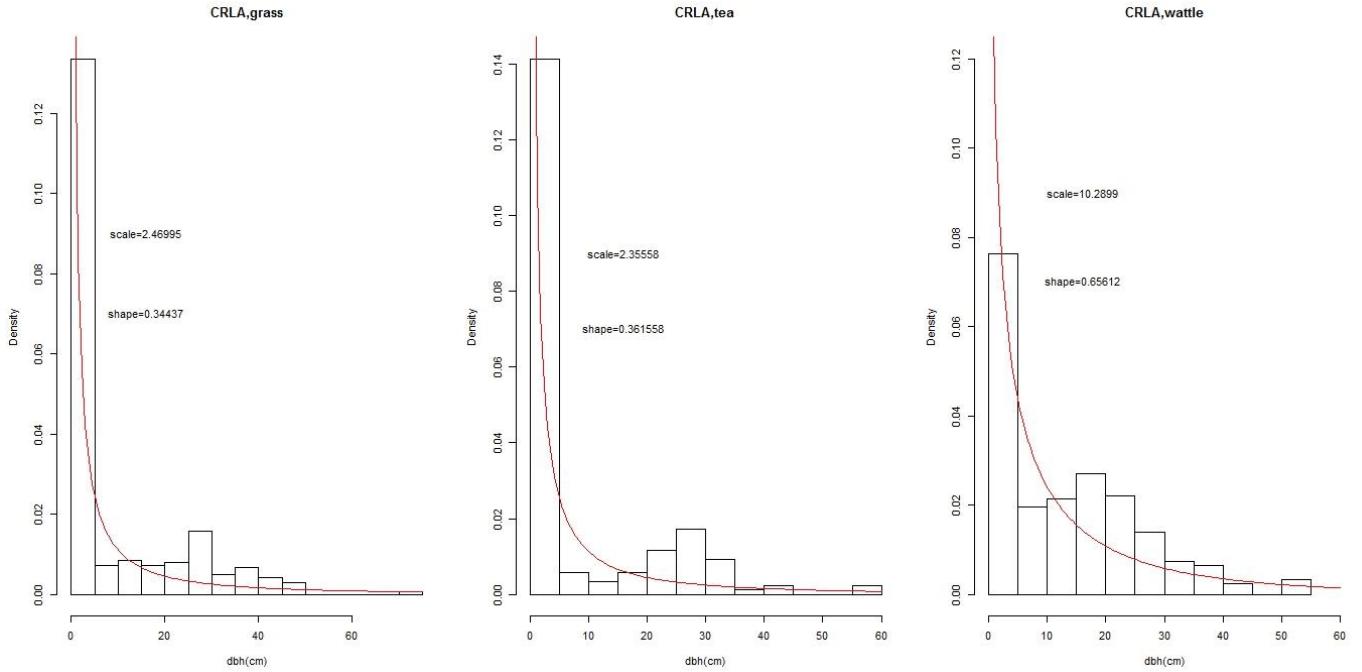 CRLA,grass
Density
0.00
0.02
0.04
0.06
0.08
0.10
0.12
scale=2.46995
shape=0.34437
0
20
40
60
dbh(cm)
CRLA,tea
Density
0.00
0.02
0.04
0.06
0.08
0.10
0.12
0.14
scale=2.35558
shape=0.361558
0
10
20
30
40
50
60
dbh(cm)
CRLA,wattle
Density
0.00
0.02
0.04
0.06
0.08
0.10
0.12
scale=10.2899
shape=0.65612
0
10
20
30
40
50
60
dbh(cm)